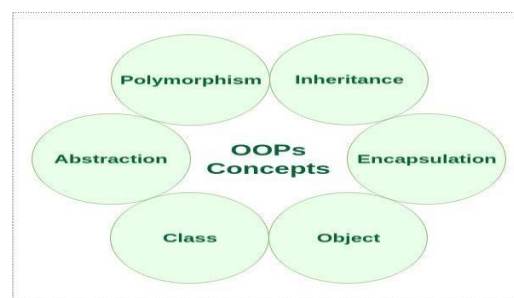 Polymorphism
Inheritance
Abstraction
OOPs
Concepts
Encapsulation
Class
Object